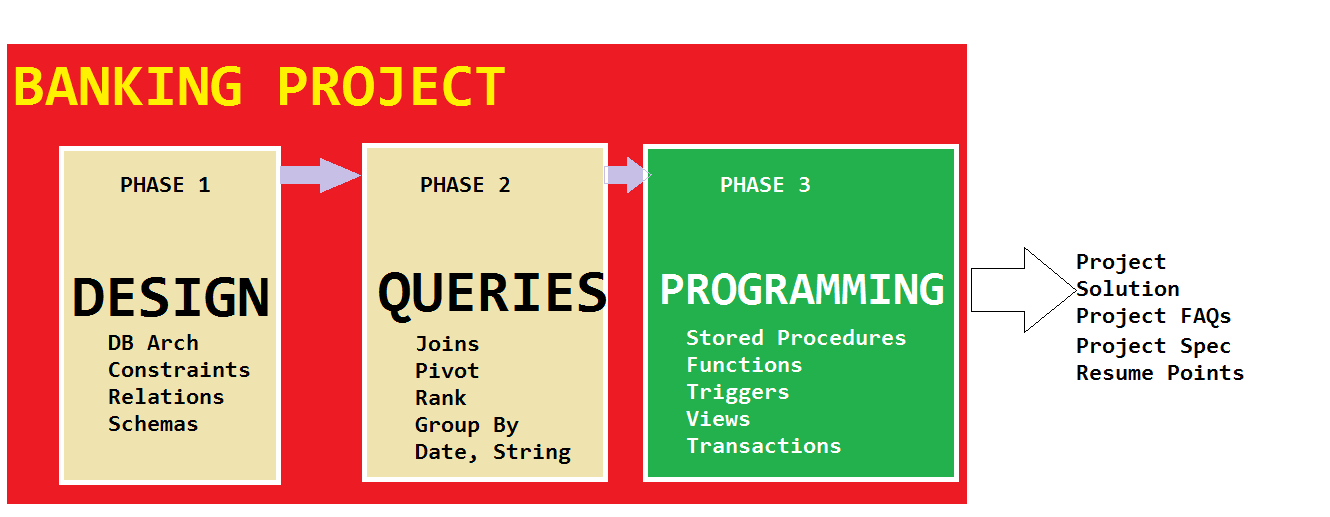 BANKING PROJECT
PHASE 1
DESIGN
DB Arch
Constraints
Relations
Schemas
PHASE 2
QUERIES
Joins
Pivot
Rank
Group By
Date, String
PHASE 3
PROGRAMMING
Stored Procedures
Functions
Triggers
Views
Transactions
Project
Solution
Project FAQs
Project Spec
Resume Points